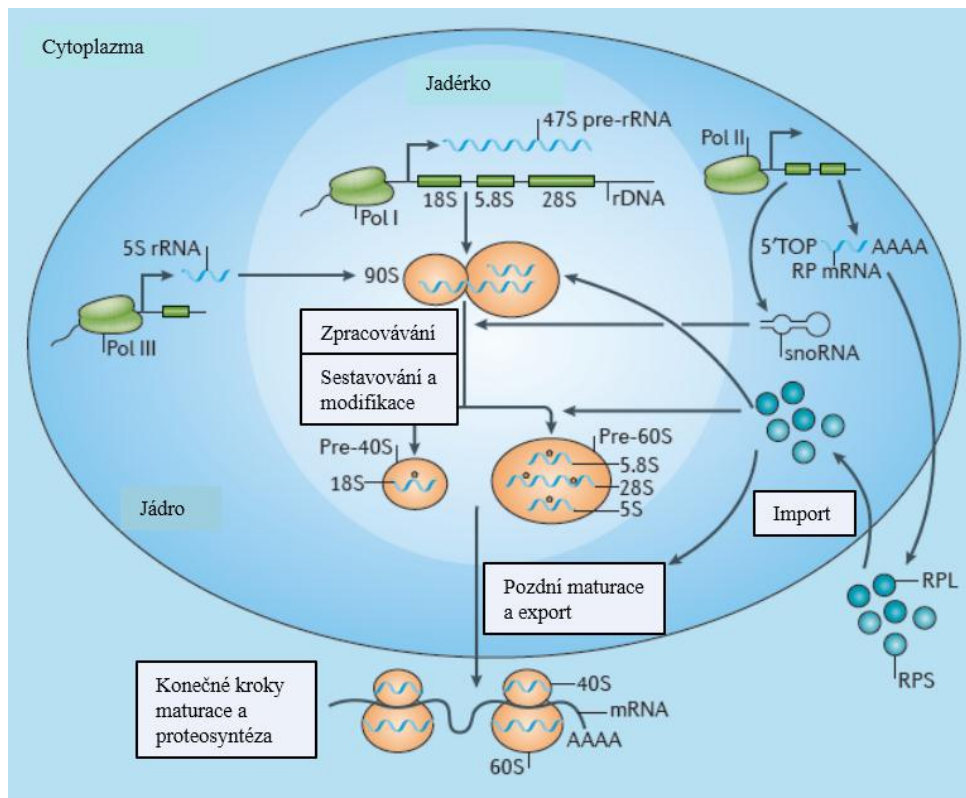 Cytoplazma
Jadérko
47S pre-rRNA
Pol II
Pol I
18S 5.8S 28S
rDNA
5'TOP AAAA
RP mRNA
5S rRNA
90S
Pol III
Zpracovávání
snoRNA
Sestavování a
modifikace
Pre-40S
Pre-60S
18S
5.8S
28S
5S
Jádro
Import
Pozdní maturace
a export
RPL
RPS
Konečné kroky
maturace a
proteosyntéza
40S
mRNA
AAAA
60S